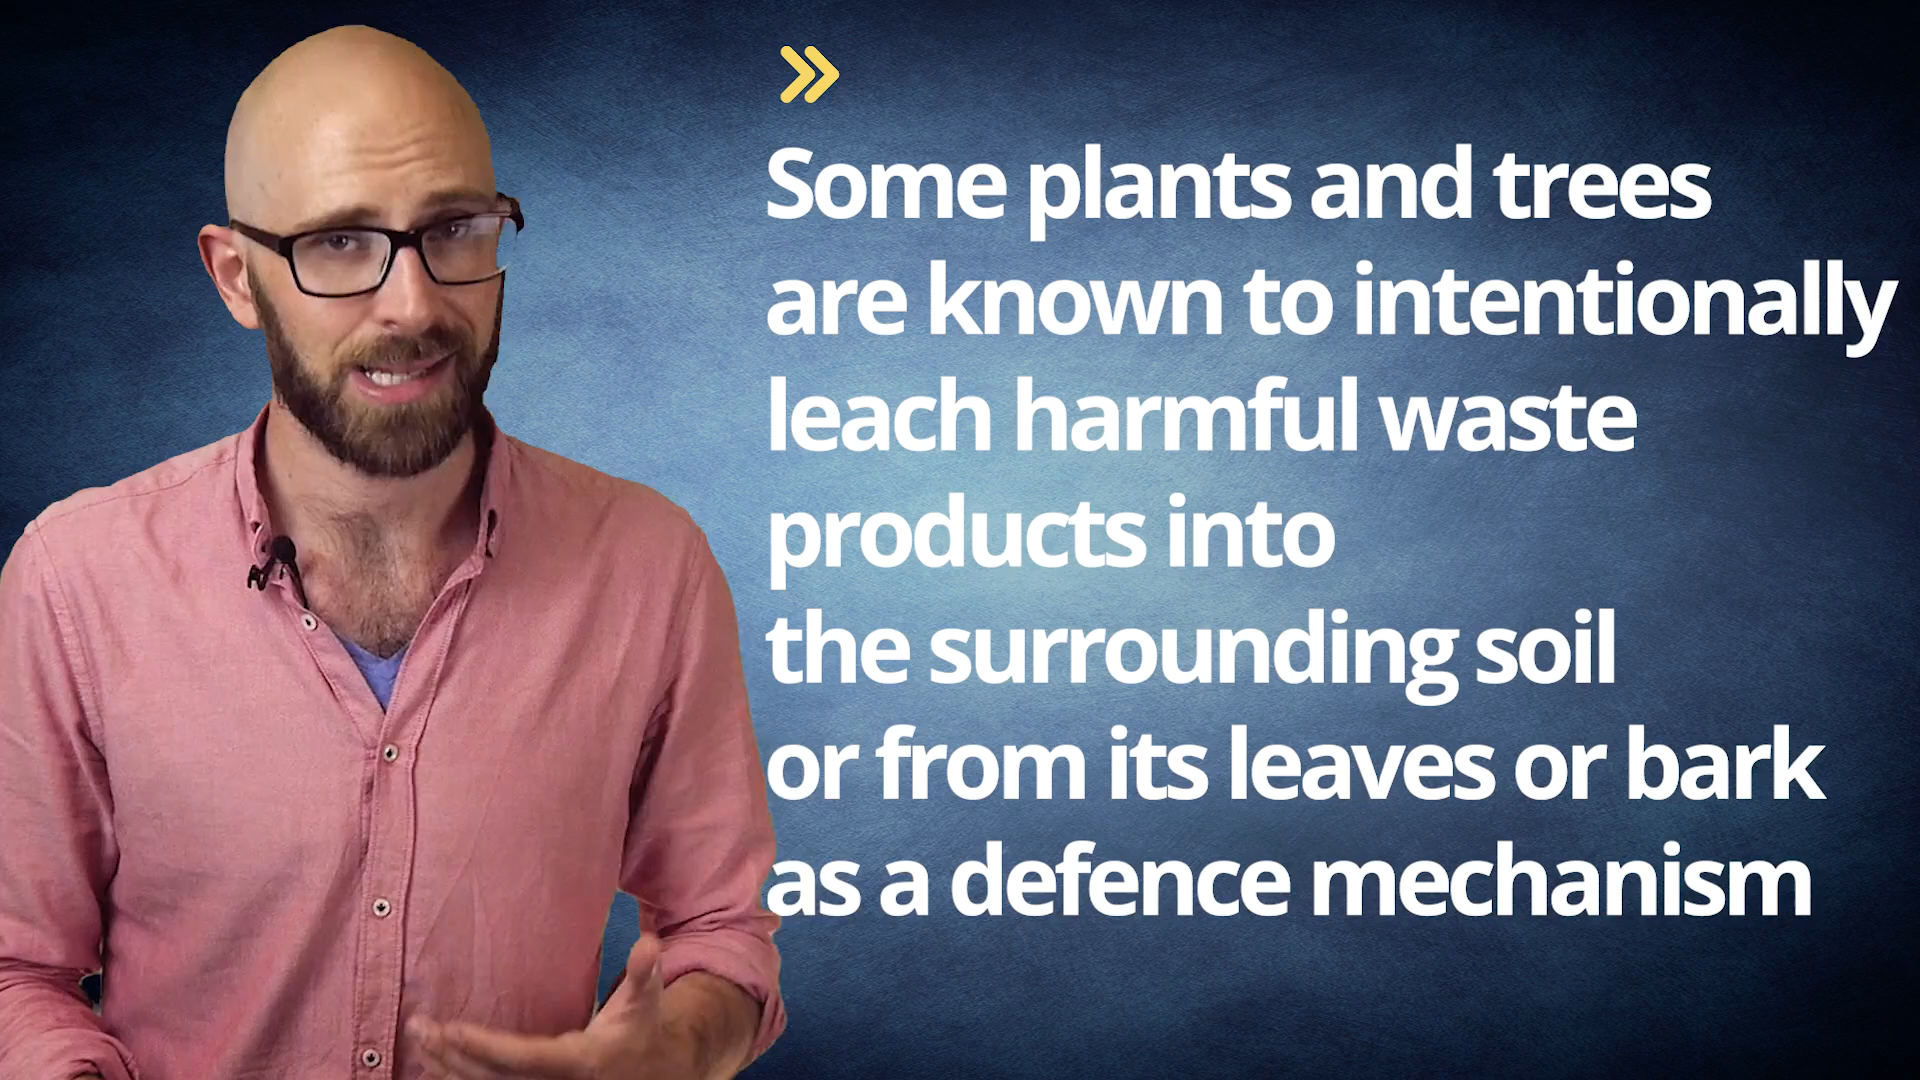 Some plants and trees
are known to intentionally
leach harmful waste
products into
the surrounding soil
or from its leaves or bark
as a defence mechanism